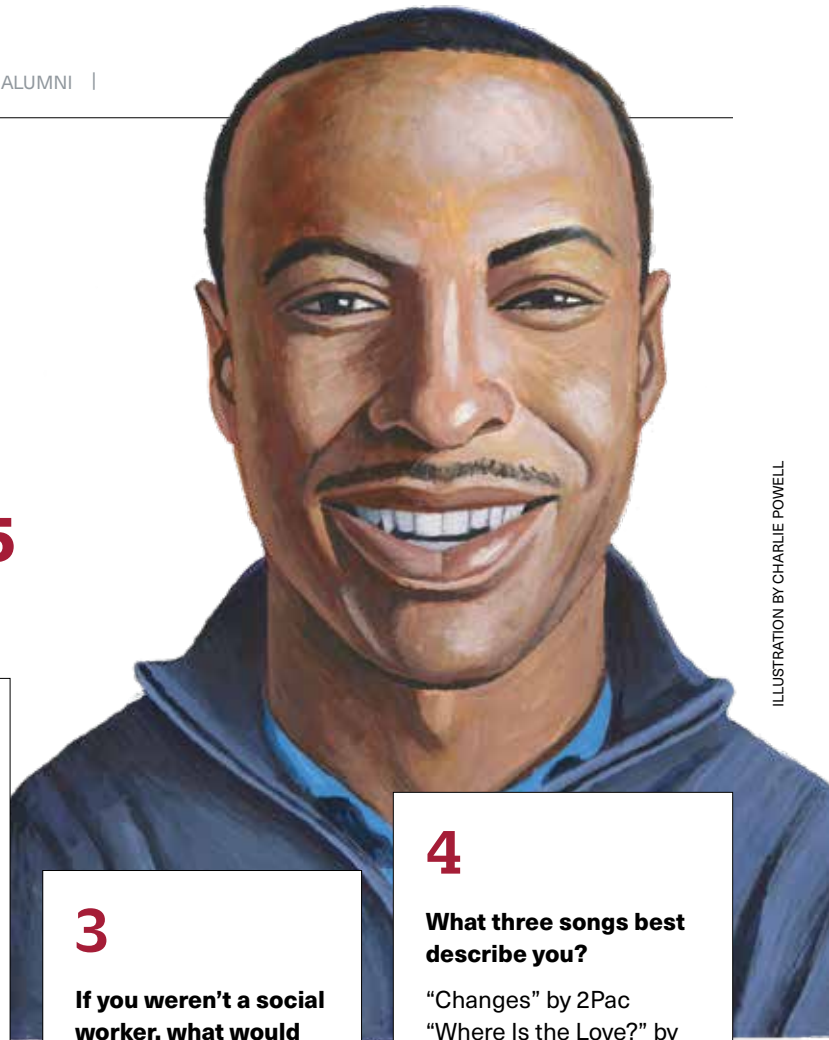 ALUMNI |
5
ILLUSTRATION BY CHARLIE POWELL
3
If you weren't a social
worker, what would
4
What three songs best
describe you?
“Changes” by 2Pac
“Where Is the Love?” by